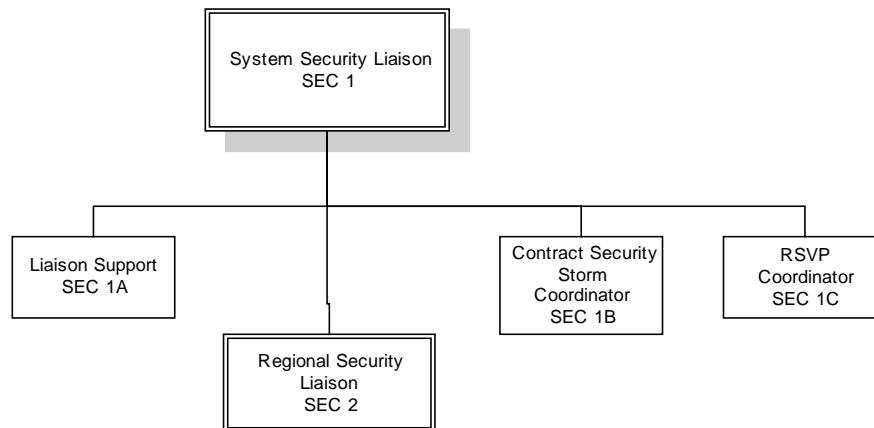 System Security Liaison
SEC 1
Liaison Support
SEC 1A
Contract Security
Storm
Coordinator
SEC 1B
RSVP
Coordinator
SEC 1C
Regional Security
Liaison
SEC 2